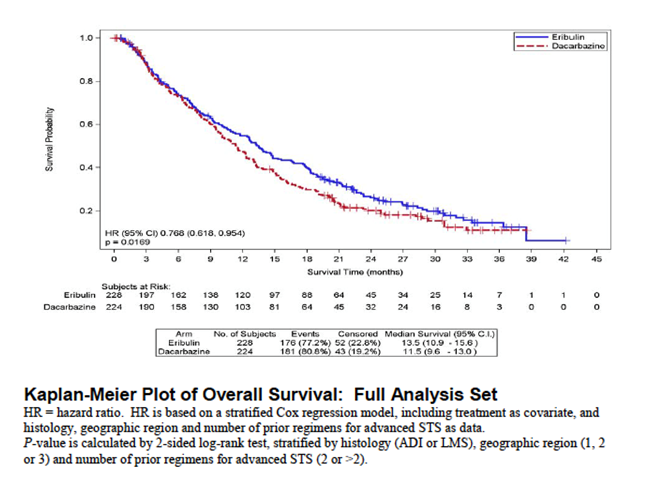 Eribulin
Dacarbazine
1.0
0.8
0.6
0.4
0.2
Survival Probability
HR (95% CI) 0.768 (0.618, 0.954)
p = 0.0169
0 3 6 9 12 15 18 21 24 27 30 33 36 39 42 45
Survival Time (months)
Subjects at Risk:
Eribulin 228 197 162 138 120 97 88 64 45 34 25 14 7 1 1 0
Dacarbazine 224 190 158 130 103 81 64 45 32 24 16 8 3 0 0 0
Arm No. of Subjects Events Censored Median Survival (95% C.I.)
Eribulin 228 176 (77.2%) 52 (22.8%) 13.5 (10.9 - 15.6 )
Dacarbazine 224 181 (80.8%) 43 (19.2%) 11.5 (9.6 - 13.0 )
Kaplan-Meier Plot of Overall Survival: Full Analysis Set
HR = hazard ratio. HR is based on a stratified Cox regression model, including treatment as covariate, and
histology, geographic region and number of prior regimens for advanced STS as data.
P-value is calculated by 2-sided log-rank test, stratified by histology (ADI or LMS), geographic region (1, 2
or 3) and number of prior regimens for advanced STS (2 or >2).